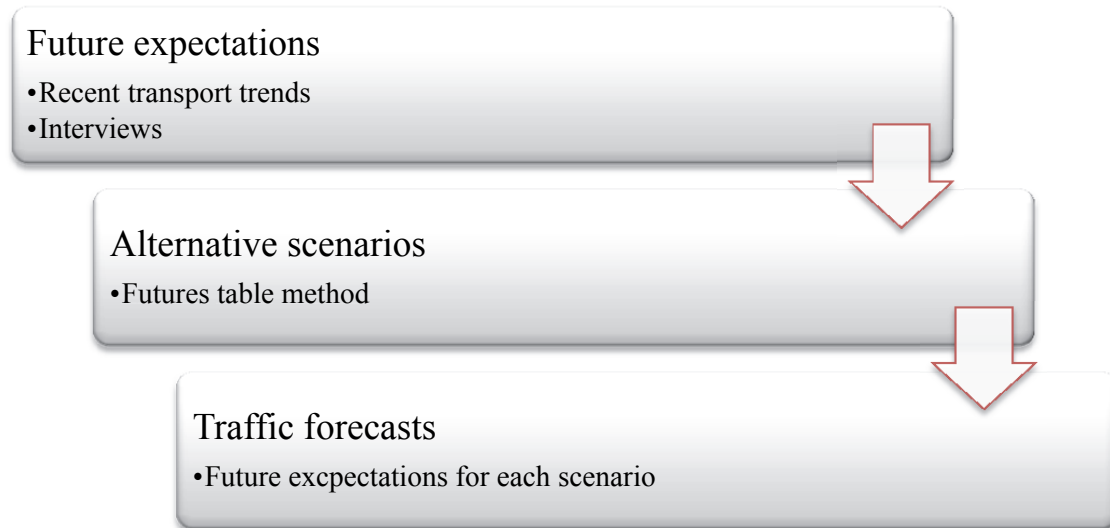 Future expectations
•Recent transport trends
•Interviews
Alternative scenarios
•Futures table method
Traffic forecasts
•Future excpectations for each scenario